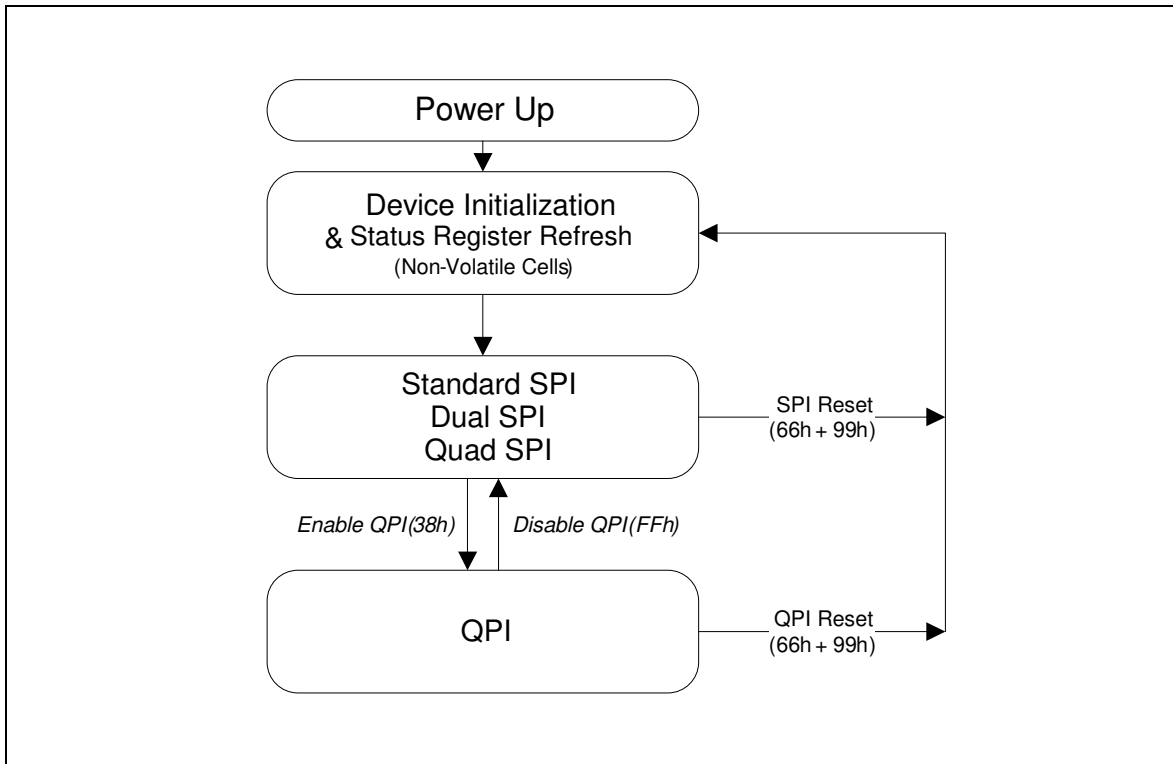 Power Up
Device Initialization
& Status Register Refresh
(Non-Volatile Cells)
Standard SPI
Dual SPI
Quad SPI
SPI Reset
(66h + 99h)
Enable QPI(38h)
Disable QPI(FFh)
QPI
QPI Reset
(66h + 99h)